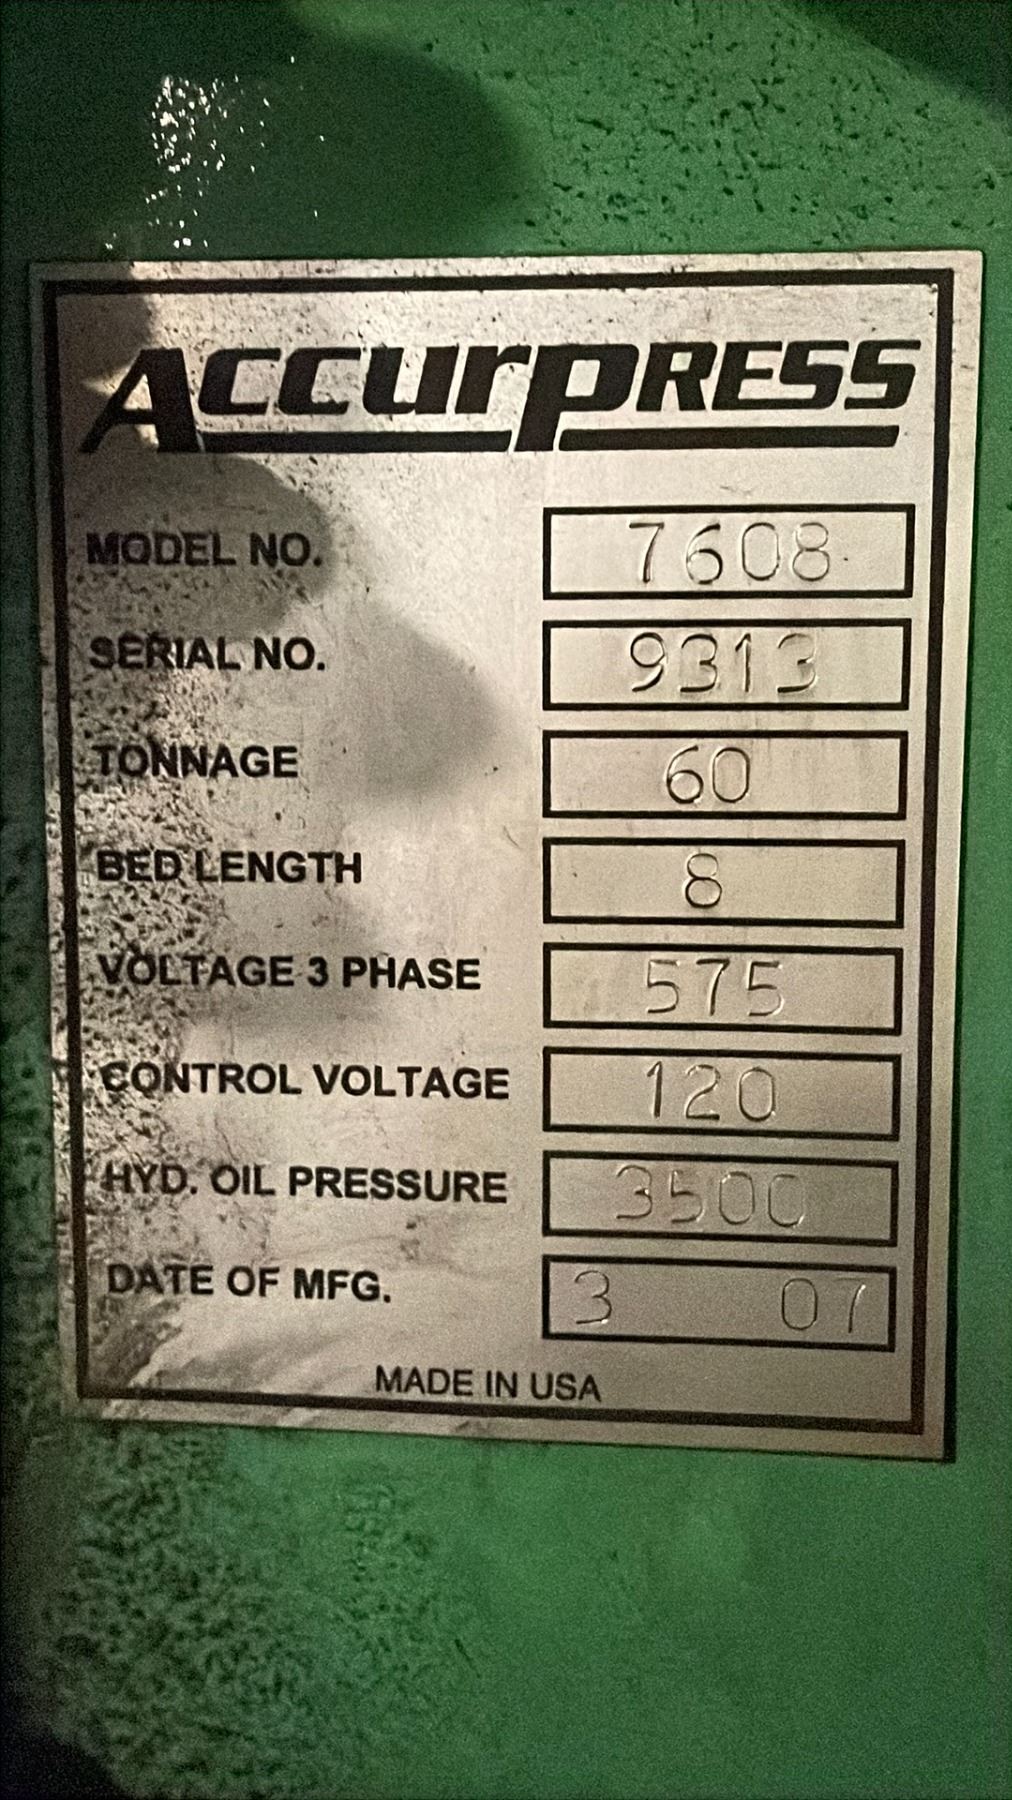 ACCURPRESS
MODEL NO. 7608
SERIAL NO. 9313
TONNAGE 60
BED LENGTH 8
VOLTAGE 3 PHASE 575
CONTROL VOLTAGE 120
HYD. OIL PRESSURE 3500
DATE OF MFG. 3 07
MADE IN USA